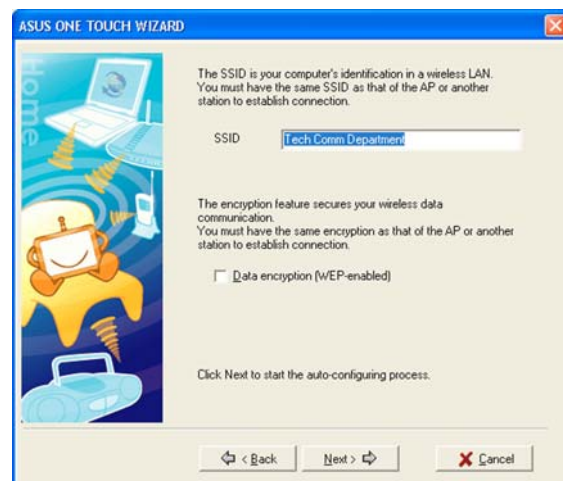 ASUS ONE TOUCH WIZARD
Home
The SSID is your computer's identification in a wireless LAN.
You must have the same SSID as that of the AP or another
station to establish connection.
SSID
Tech Comm Department
The encryption feature secures your wireless data
communication.
You must have the same encryption as that of the AP or another
station to establish connection.
Data encryption (WEP-enabled)
Click Next to start the auto-configuring process.
< Back
Next >
Cancel